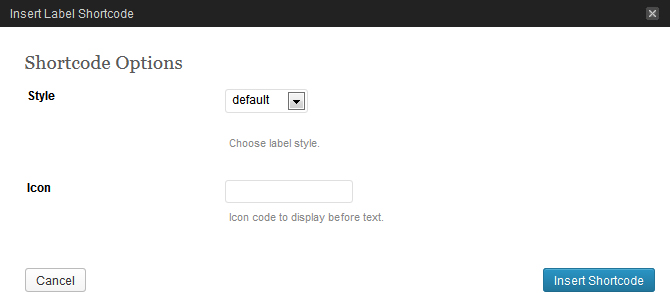 Insert Label Shortcode
Shortcode Options
Style
default
Choose label style.
Icon
Icon code to display before text.
Cancel
Insert Shortcode